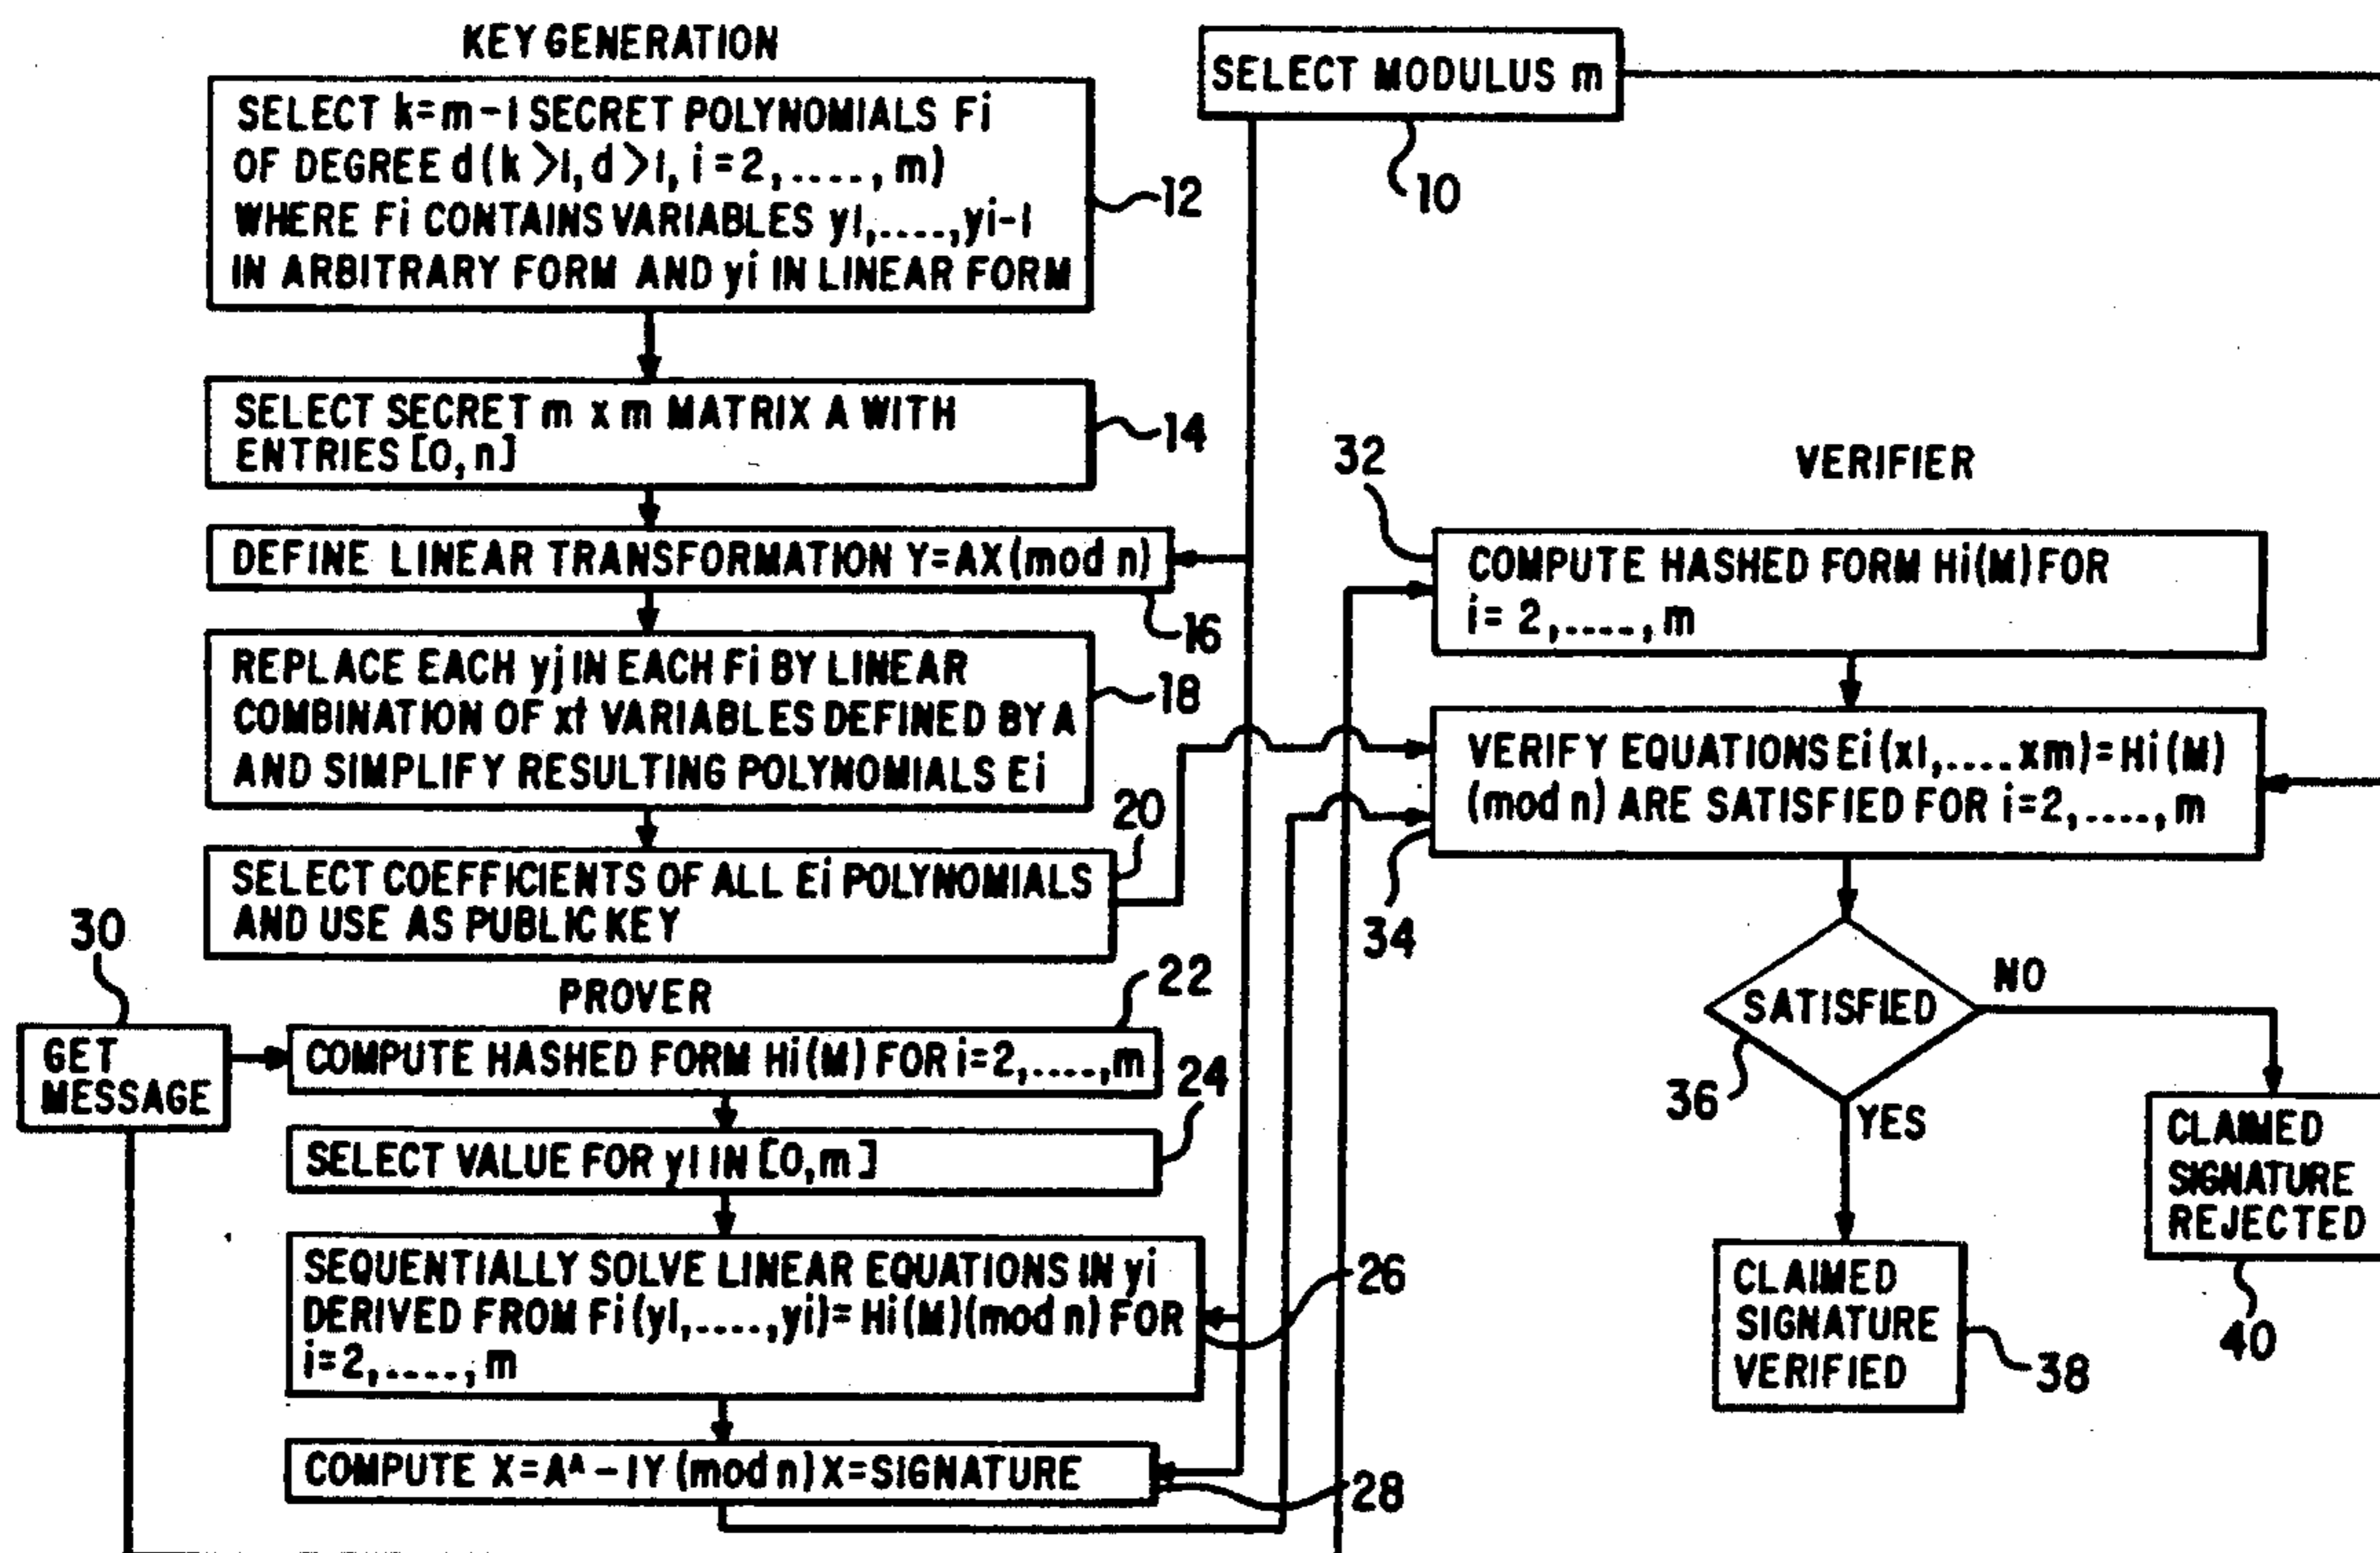 KEY GENERATION
SELECT k=m-1 SECRET POLYNOMIALS Fi
OF DEGREE d(k >1, d >1, i=2,....., m)
WHERE Fi CONTAINS VARIABLES y1,....,yi-1
IN ARBITRARY FORM AND yi IN LINEAR FORM
12
SELECT MODULUS m
10
SELECT SECRET m x m MATRIX A WITH
ENTRIES [0,n]
14
DEFINE LINEAR TRANSFORMATION Y=AX(mod n)
16
REPLACE EACH yj IN EACH Fi BY LINEAR
COMBINATION OF xt VARIABLES DEFINED BY A
AND SIMPLIFY RESULTING POLYNOMIALS Ei
18
SELECT COEFFICIENTS OF ALL Ei POLYNOMIALS
AND USE AS PUBLIC KEY
20
30
GET
MESSAGE
PROVER
22
COMPUTE HASHED FORM Hi(M) FOR i=2,....,m
24
SELECT VALUE FOR y1 IN [0,m]
SEQUENTIALLY SOLVE LINEAR EQUATIONS IN yi
DERIVED FROM Fi(y1,....,yi)=Hi(M)(mod n) FOR
i=2,....,m
26
COMPUTE X=A^-1Y (mod n) X=SIGNATURE
28
VERIFIER
32
COMPUTE HASHED FORM Hi(M) FOR
i= 2,....,m
VERIFY EQUATIONS Ei(x1,....xm)=Hi(M)
(mod n) ARE SATISFIED FOR i=2,....,m
34
SATISFIED
36
NO
YES
CLAIMED
SIGNATURE
REJECTED
40
CLAIMED
SIGNATURE
VERIFIED
38